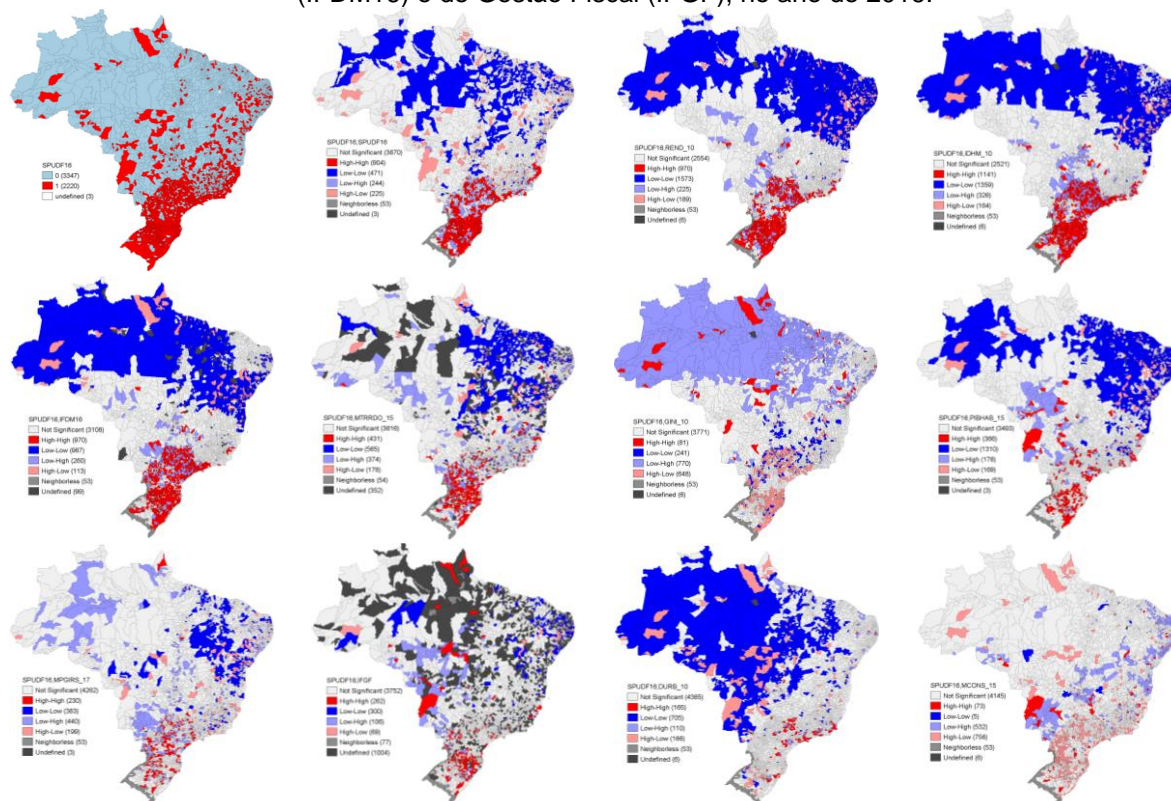 (IFDM16) e de Gestão Fiscal (IFGF), no ano de 2016.
SPUDF16
0 (3347)
1 (2220)
undefined (3)
SPUDF16;SPUDF16
Not Significant (3670)
High-High (904)
Low-Low (471)
Low-High (244)
High-Low (225)
Neighborless (53)
Undefined (3)
SPUDF16;REND_10
Not Significant (2554)
High-High (970)
Low-Low (1573)
Low-High (225)
High-Low (189)
Neighborless (53)
Undefined (6)
SPUDF16;IDHM_10
Not Significant (2521)
High-High (1141)
Low-Low (1359)
Low-High (326)
High-Low (164)
Neighborless (53)
Undefined (6)
SPUDF16;IFDM16
Not Significant (3108)
High-High (970)
Low-Low (967)
Low-High (260)
High-Low (113)
Neighborless (53)
Undefined (99)
SPUDF16;MTRRDO_15
Not Significant (3616)
High-High (431)
Low-Low (565)
Low-High (374)
High-Low (178)
Neighborless (54)
Undefined (352)
SPUDF16;GINI_10
Not Significant (3771)
High-High (81)
Low-Low (241)
Low-High (770)
High-Low (648)
Neighborless (53)
Undefined (6)
SPUDF16;PIBHAB_15
Not Significant (3493)
High-High (366)
Low-Low (1310)
Low-High (176)
High-Low (169)
Neighborless (53)
Undefined (3)
SPUDF16;MPGIRS_17
Not Significant (4262)
High-High (230)
Low-Low (383)
Low-High (440)
High-Low (199)
Neighborless (53)
Undefined (3)
SPUDF16;IFGF
Not Significant (3752)
High-High (262)
Low-Low (300)
Low-High (106)
High-Low (69)
Neighborless (77)
Undefined (1004)
SPUDF16;DURB_10
Not Significant (4365)
High-High (165)
Low-Low (705)
Low-High (110)
High-Low (166)
Neighborless (53)
Undefined (6)
SPUDF16;MCONS_15
Not Significant (4145)
High-High (73)
Low-Low (5)
Low-High (532)
High-Low (756)
Neighborless (53)
Undefined (6)